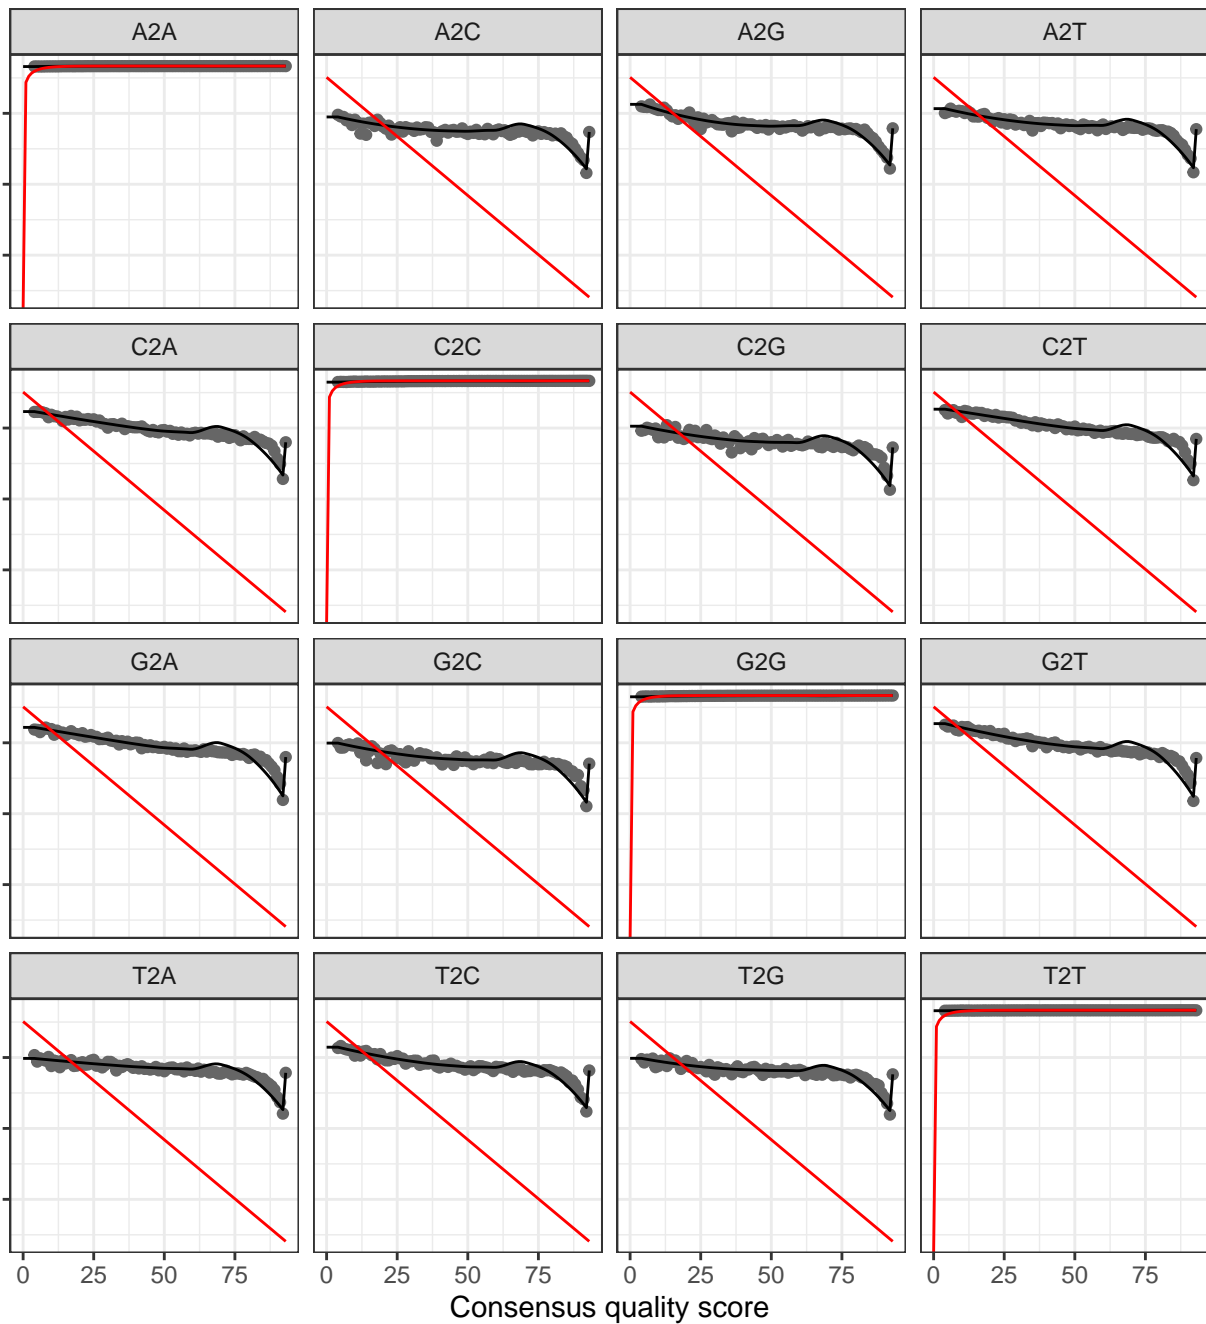 A2A A2C A2G A2T
C2A C2C C2G C2T
G2A G2C G2G G2T
T2A T2C T2G T2T
0 25 50 75 0 25 50 75 0 25 50 75 0 25 50 75
Consensus quality score